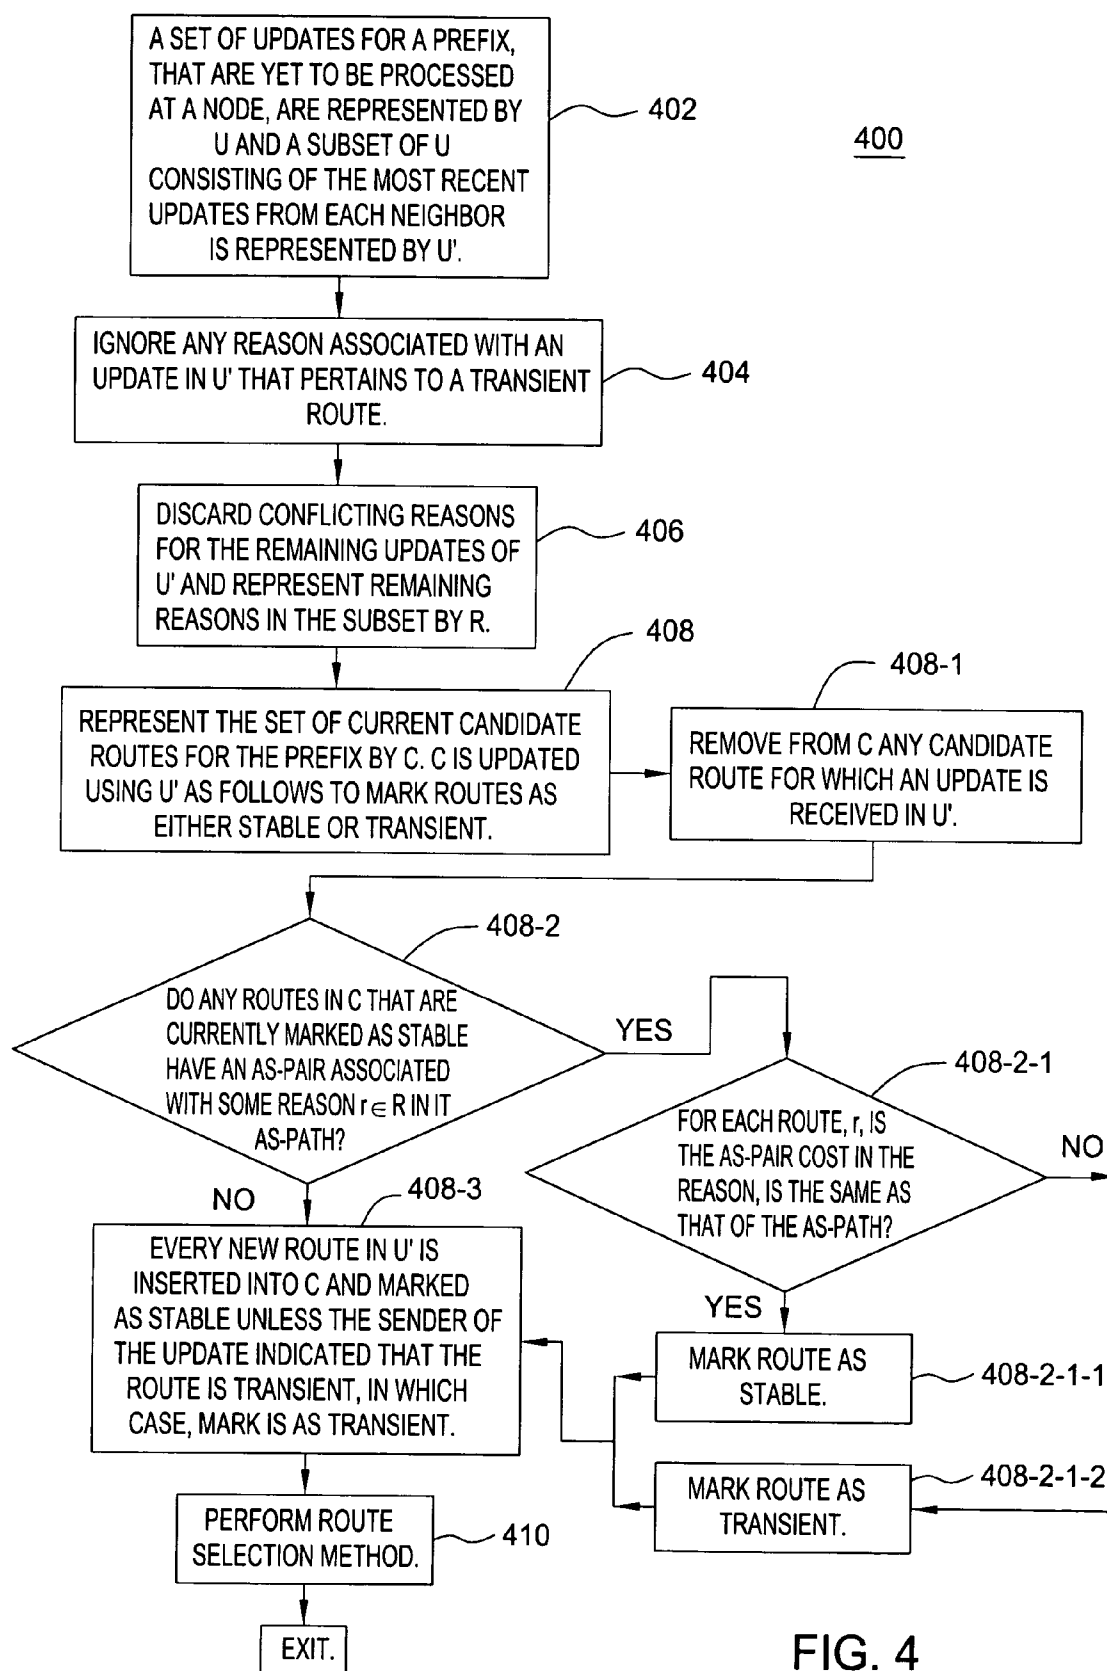 A SET OF UPDATES FOR A PREFIX,
THAT ARE YET TO BE PROCESSED
AT A NODE, ARE REPRESENTED BY
U AND A SUBSET OF U
CONSISTING OF THE MOST RECENT
UPDATES FROM EACH NEIGHBOR
IS REPRESENTED BY U'.
402
400
IGNORE ANY REASON ASSOCIATED WITH AN
UPDATE IN U' THAT PERTAINS TO A TRANSIENT
ROUTE.
404
DISCARD CONFLICTING REASONS
FOR THE REMAINING UPDATES OF
U' AND REPRESENT REMAINING
REASONS IN THE SUBSET BY R.
406
REPRESENT THE SET OF CURRENT CANDIDATE
ROUTES FOR THE PREFIX BY C. C IS UPDATED
USING U' AS FOLLOWS TO MARK ROUTES AS
EITHER STABLE OR TRANSIENT.
408
REMOVE FROM C ANY CANDIDATE
ROUTE FOR WHICH AN UPDATE IS
RECEIVED IN U'.
408-1
DO ANY ROUTES IN C THAT ARE
CURRENTLY MARKED AS STABLE
HAVE AN AS-PAIR ASSOCIATED
WITH SOME REASON r∈R IN IT
AS-PATH?
408-2
YES
NO
FOR EACH ROUTE, r, IS
THE AS-PAIR COST IN THE
REASON, IS THE SAME AS
THAT OF THE AS-PATH?
408-2-1
NO
YES
EVERY NEW ROUTE IN U' IS
INSERTED INTO C AND MARKED
AS STABLE UNLESS THE SENDER OF
THE UPDATE INDICATED THAT THE
ROUTE IS TRANSIENT, IN WHICH
CASE, MARK IS AS TRANSIENT.
408-3
MARK ROUTE AS
STABLE.
408-2-1-1
MARK ROUTE AS
TRANSIENT.
408-2-1-2
PERFORM ROUTE
SELECTION METHOD.
410
EXIT.
FIG. 4